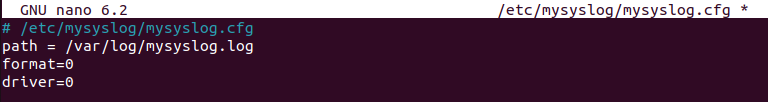 GNU nano 6.2 /etc/mysyslog/mysyslog.cfg *
# /etc/mysyslog/mysyslog.cfg
path = /var/log/mysyslog.log
format=0
driver=0